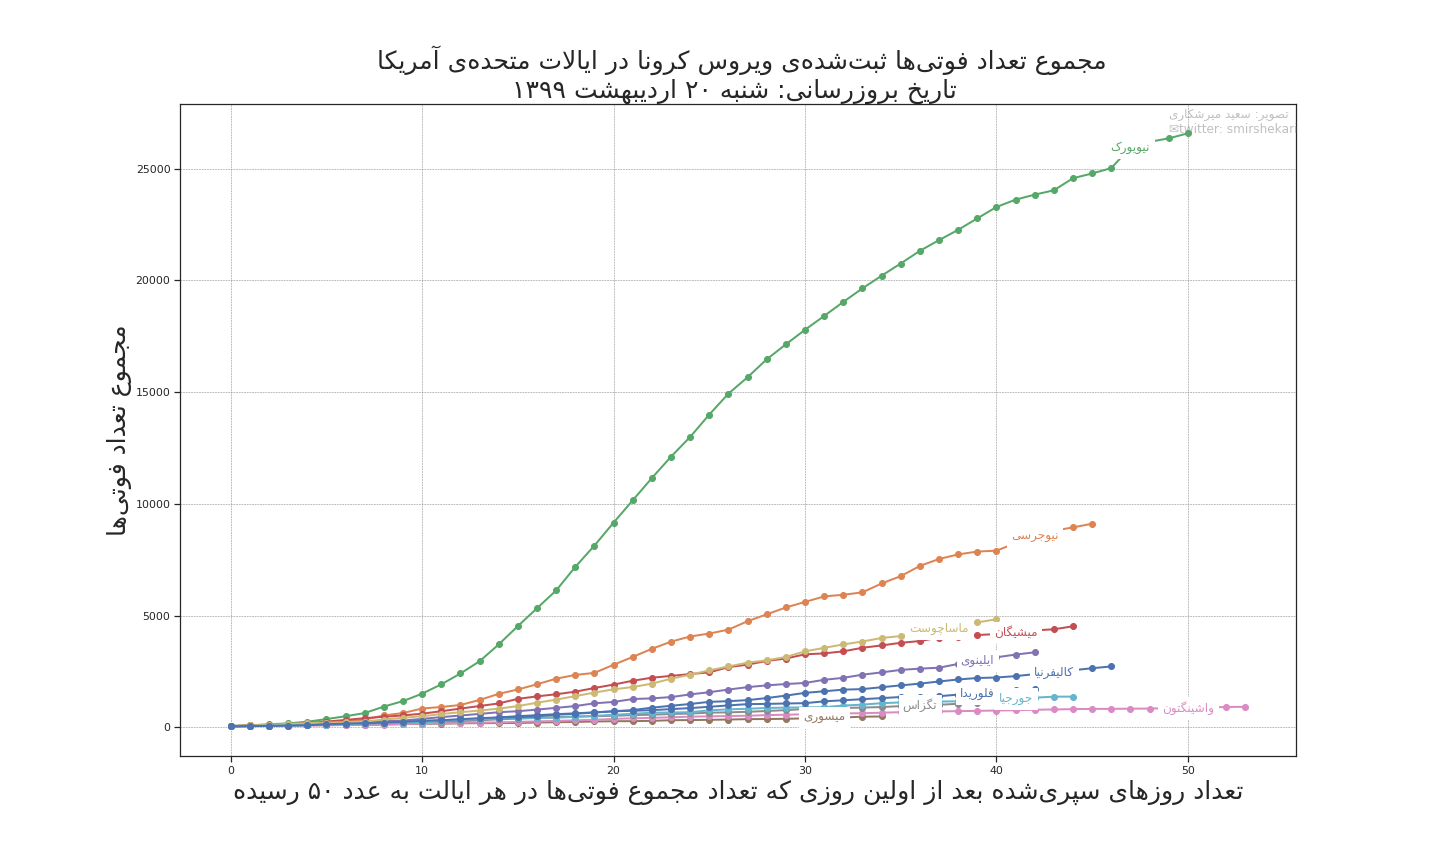 مجموع تعداد فوتی‌ها ثبت‌شده‌ی ویروس کرونا در ایالات متحده‌ی آمریکا
تاریخ بروزرسانی: شنبه ۲۰ اردیبهشت ۱۳۹۹
تصویر: سعید میرشکاری
✉twitter: smirshekari
نیویورک
25000
20000
15000
10000
5000
0
مجموع تعداد فوتی‌ها
نیوجرسی
ماساچوست
میشیگان
ایلینوی
کالیفرنیا
فلوریدا
جورجیا
تگزاس
واشینگتون
میسوری
0 10 20 30 40 50
تعداد روزهای سپری‌شده بعد از اولین روزی که تعداد مجموع فوتی‌ها در هر ایالت به عدد ۵۰ رسیده